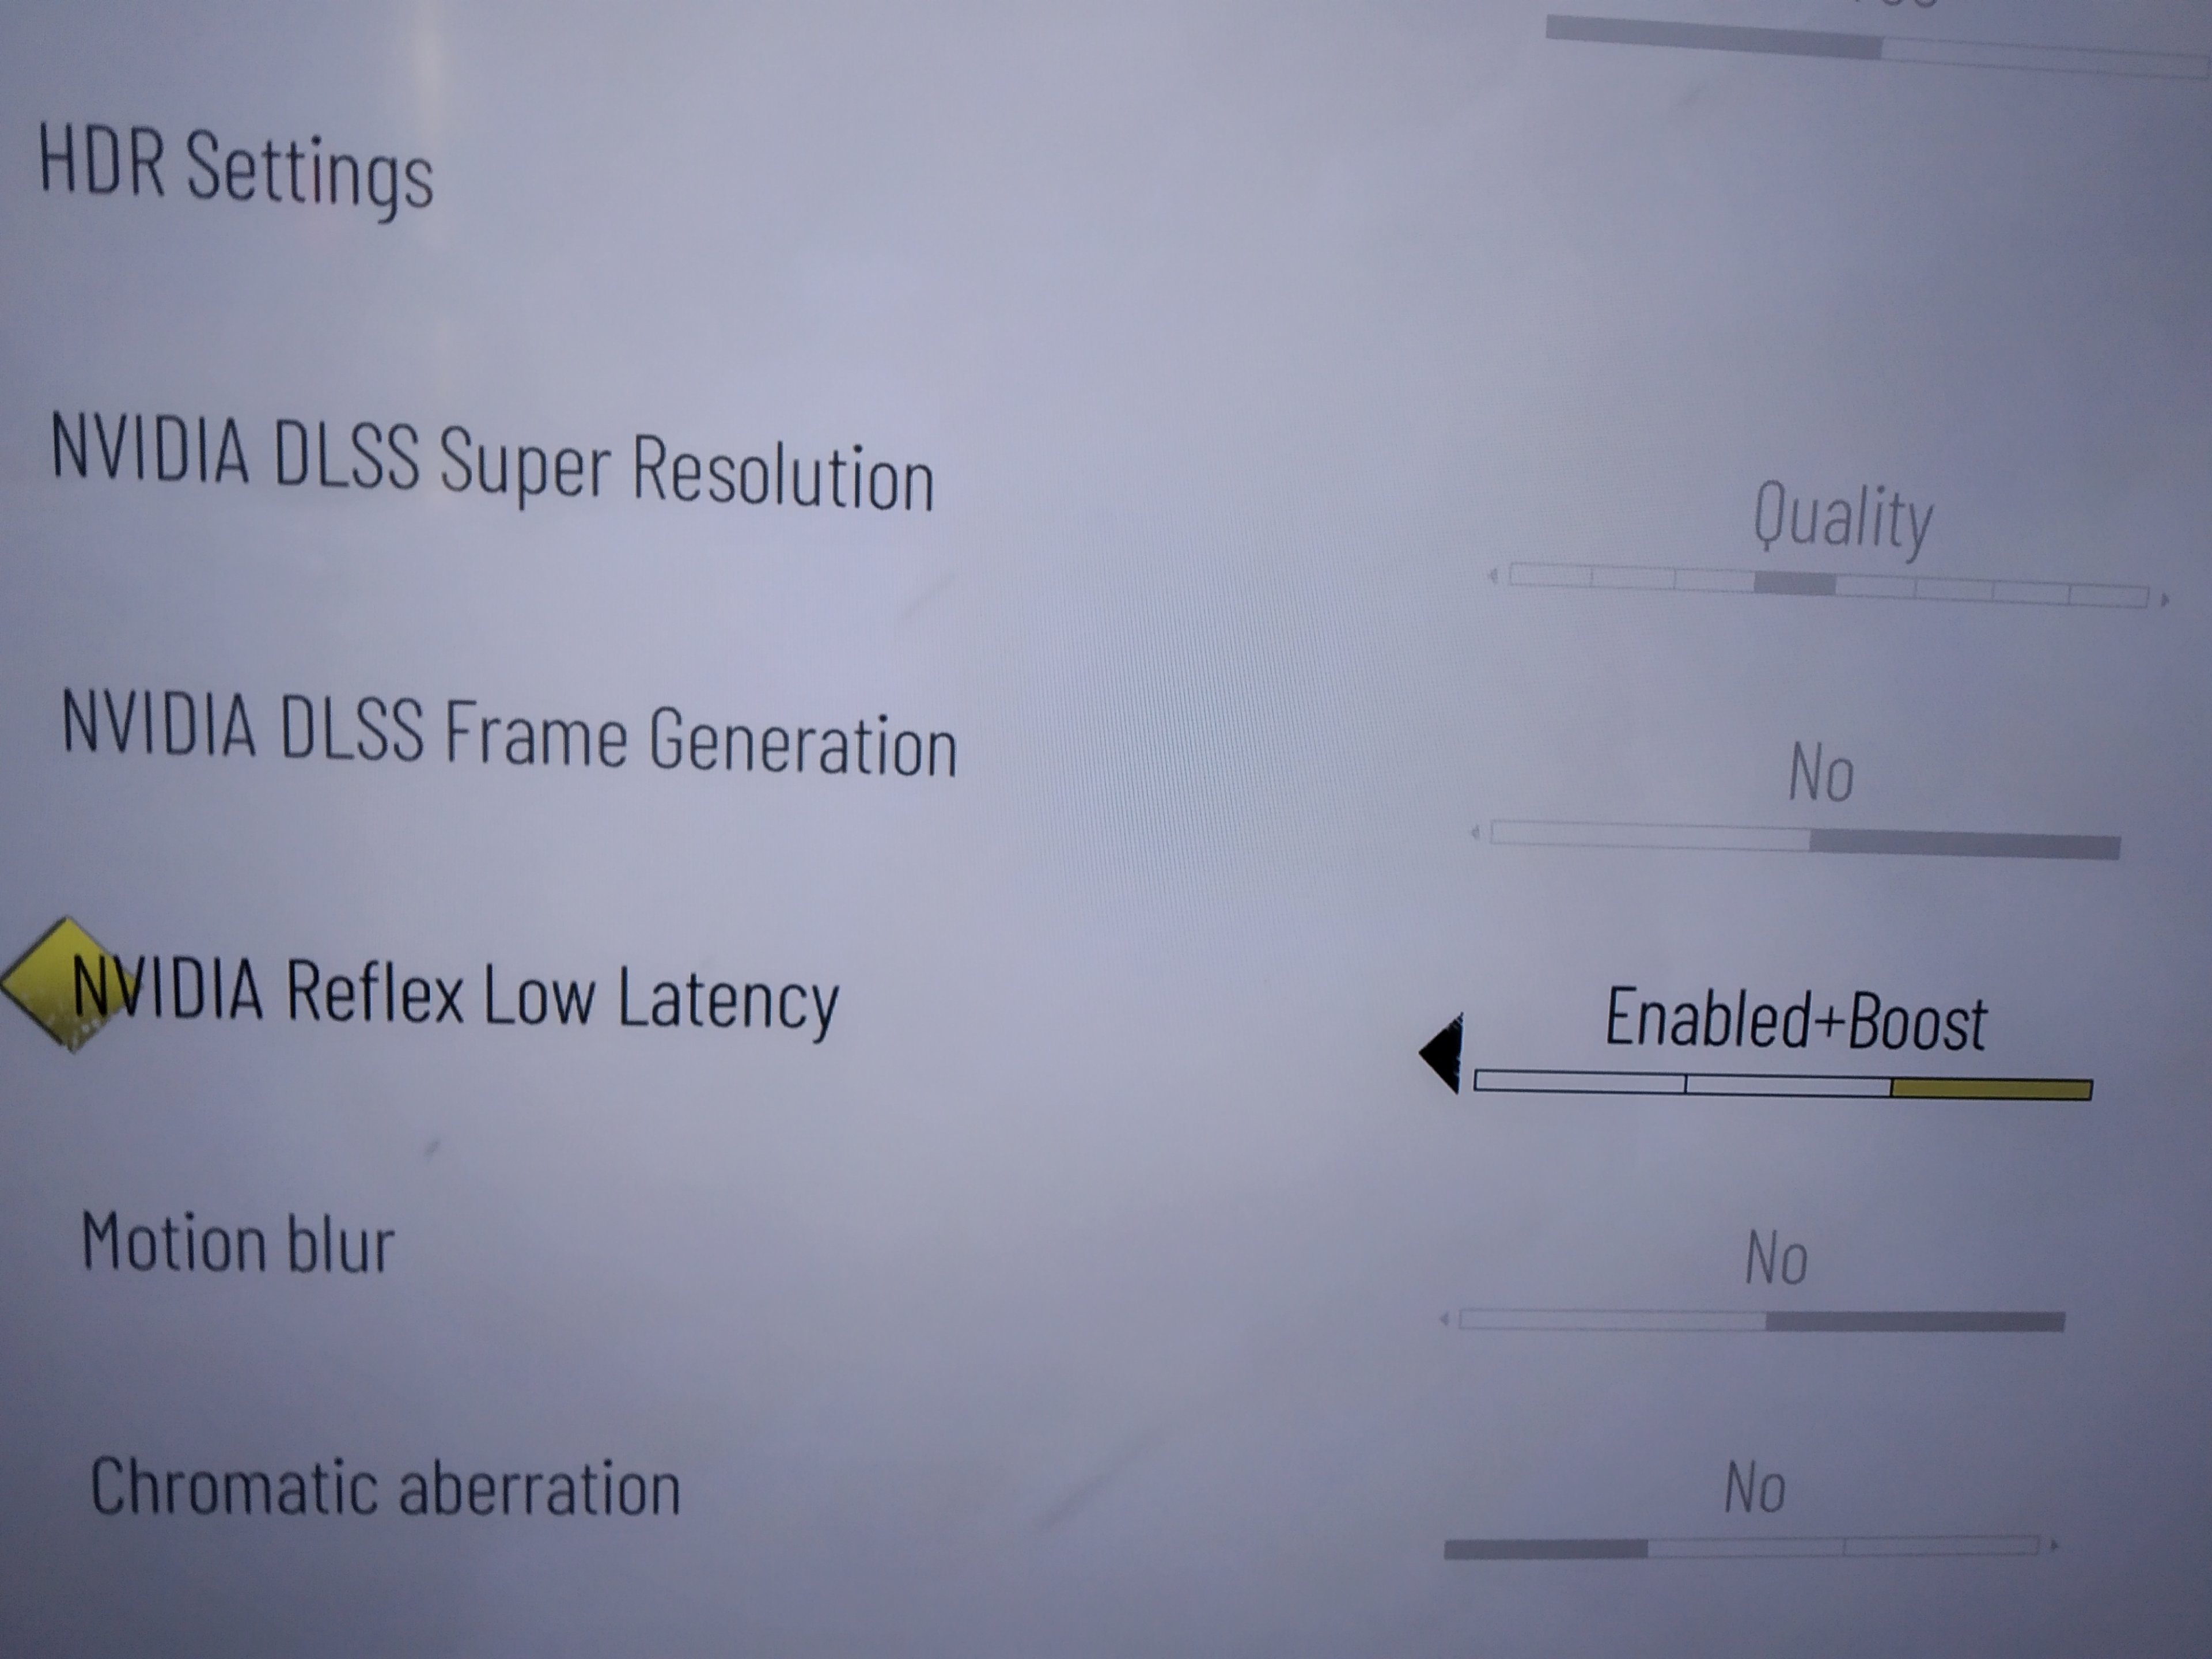 HDR Settings
NVIDIA DLSS Super Resolution
Quality
NVIDIA DLSS Frame Generation
No
NVIDIA Reflex Low Latency
Enabled+Boost
Motion blur
No
Chromatic aberration
No